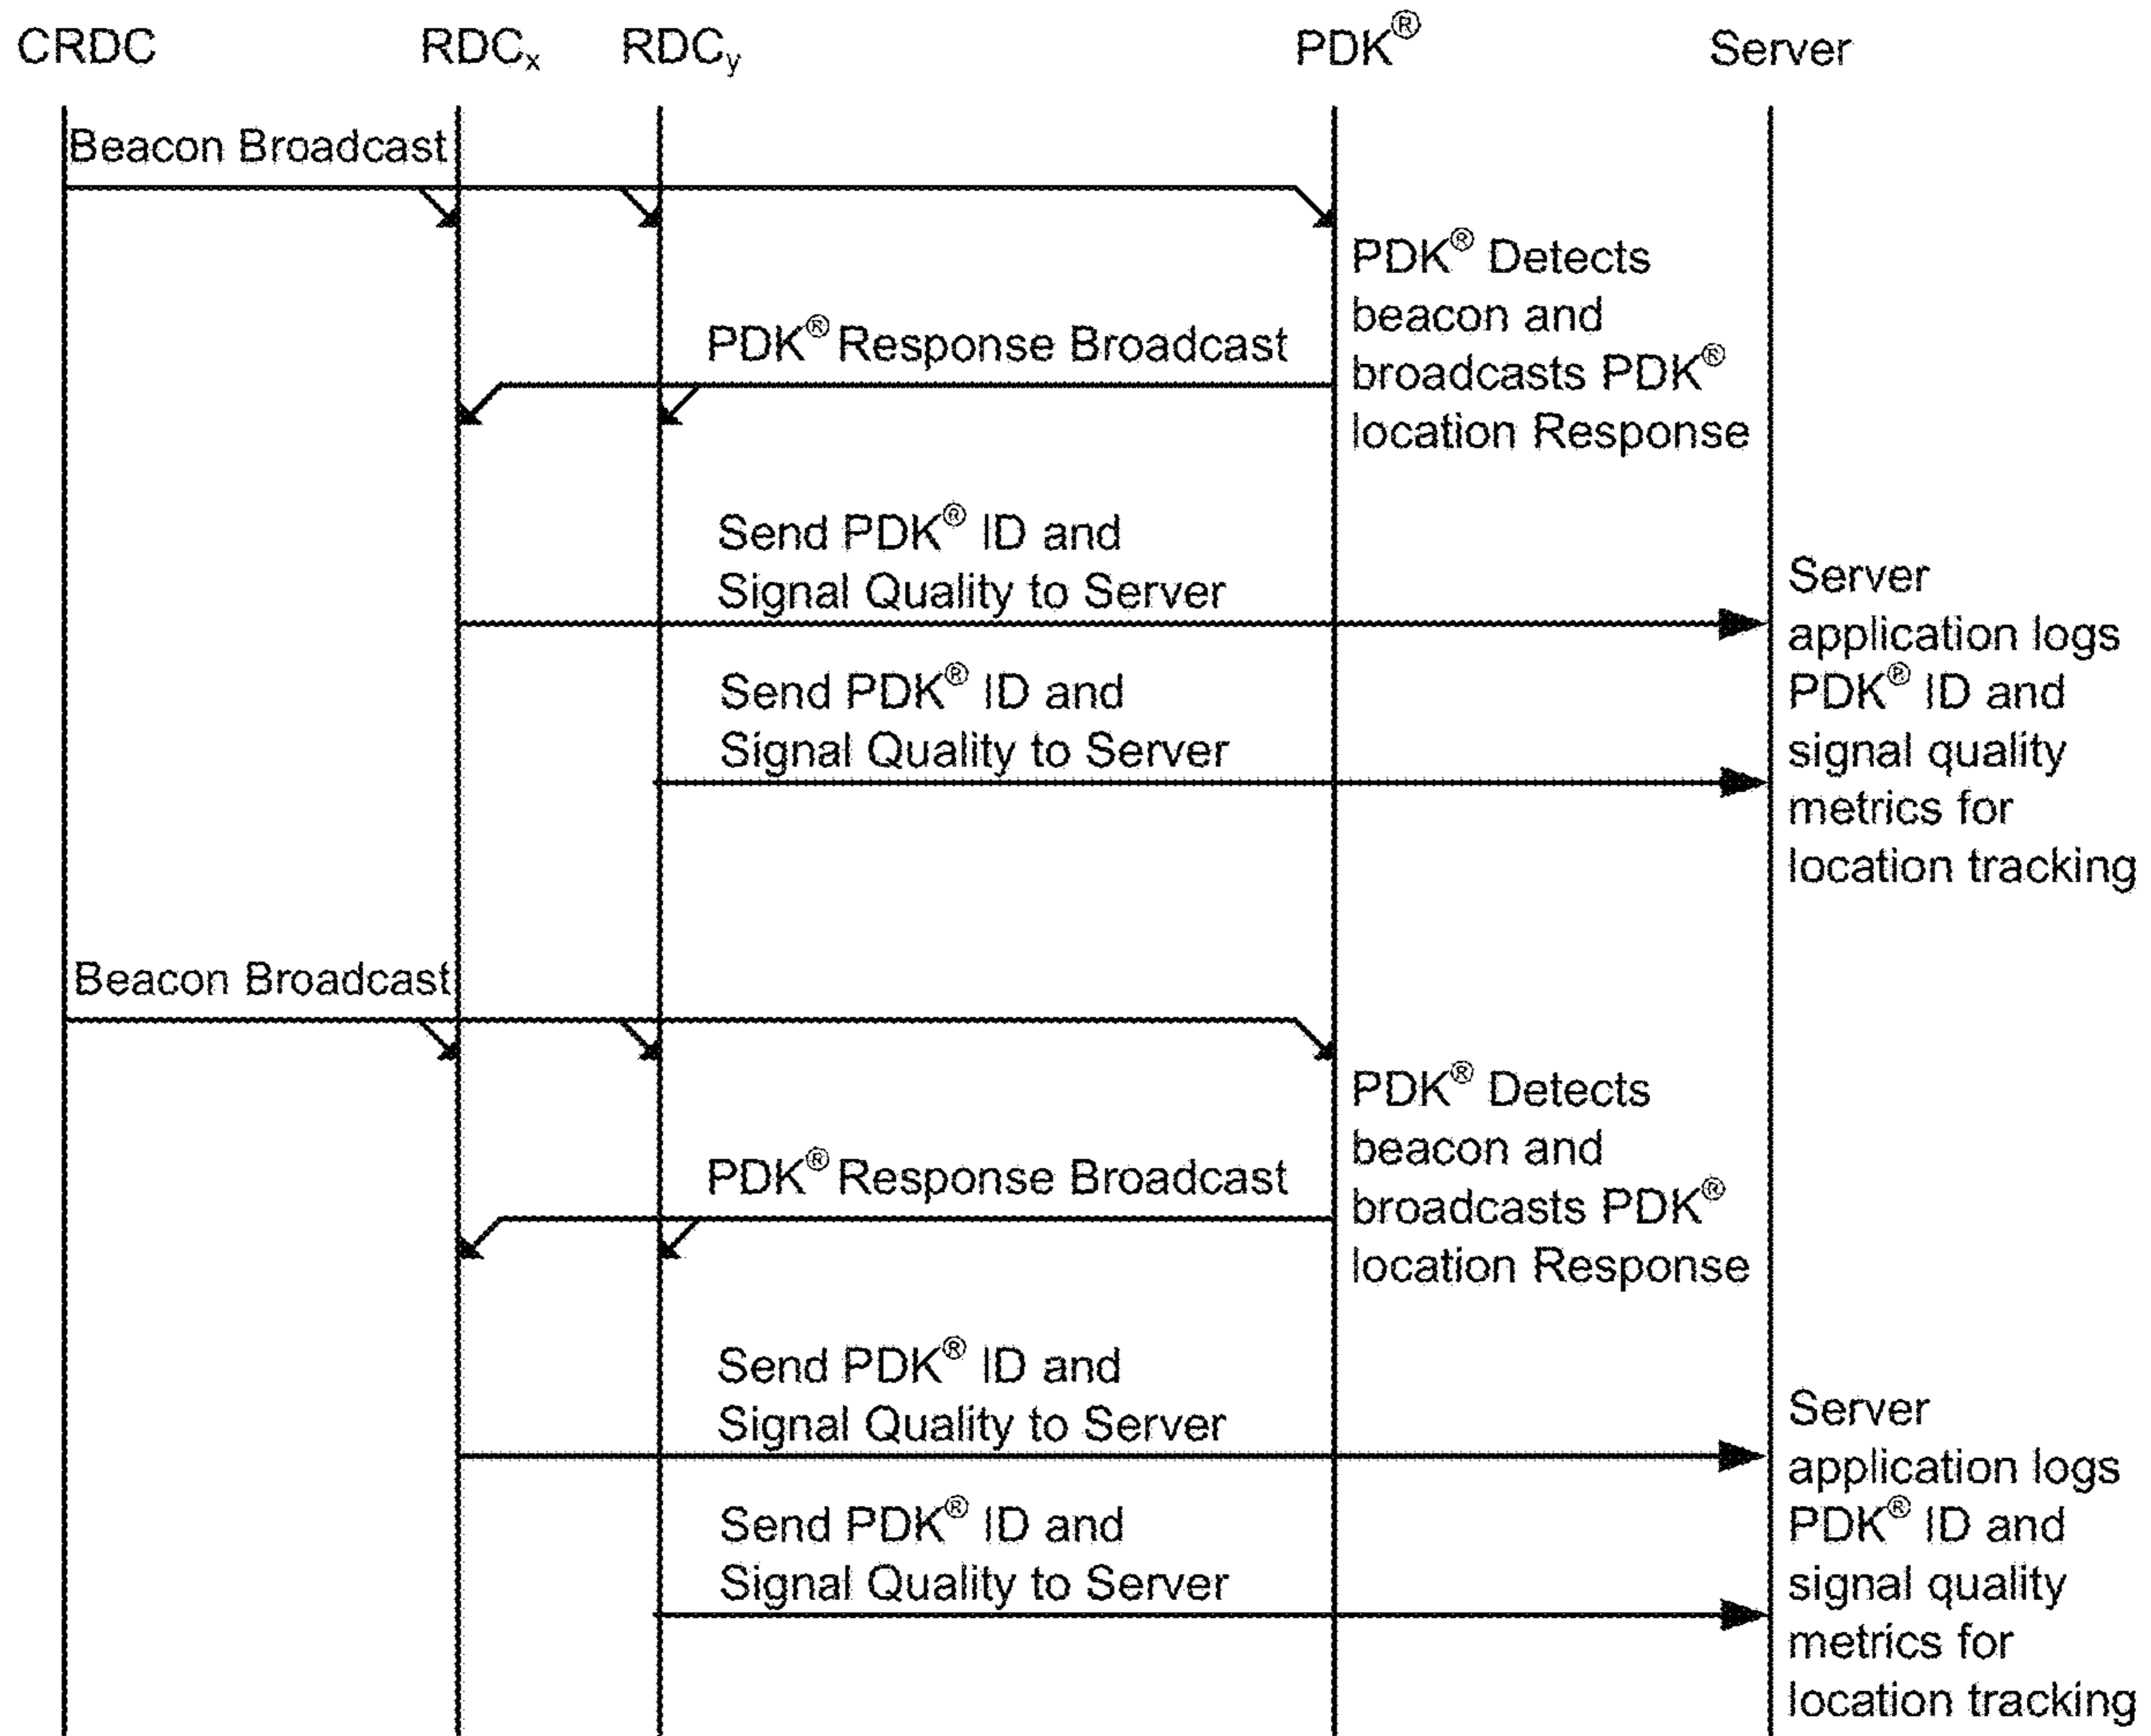 CRDC RDCx RDCy PDK® Server
Beacon Broadcast
PDK® Detects
beacon and
broadcasts PDK®
location Response
PDK® Response Broadcast
Send PDK® ID and
Signal Quality to Server
Send PDK® ID and
Signal Quality to Server
Server
application logs
PDK® ID and
signal quality
metrics for
location tracking
Beacon Broadcast
PDK® Detects
beacon and
broadcasts PDK®
location Response
PDK® Response Broadcast
Send PDK® ID and
Signal Quality to Server
Send PDK® ID and
Signal Quality to Server
Server
application logs
PDK® ID and
signal quality
metrics for
location tracking